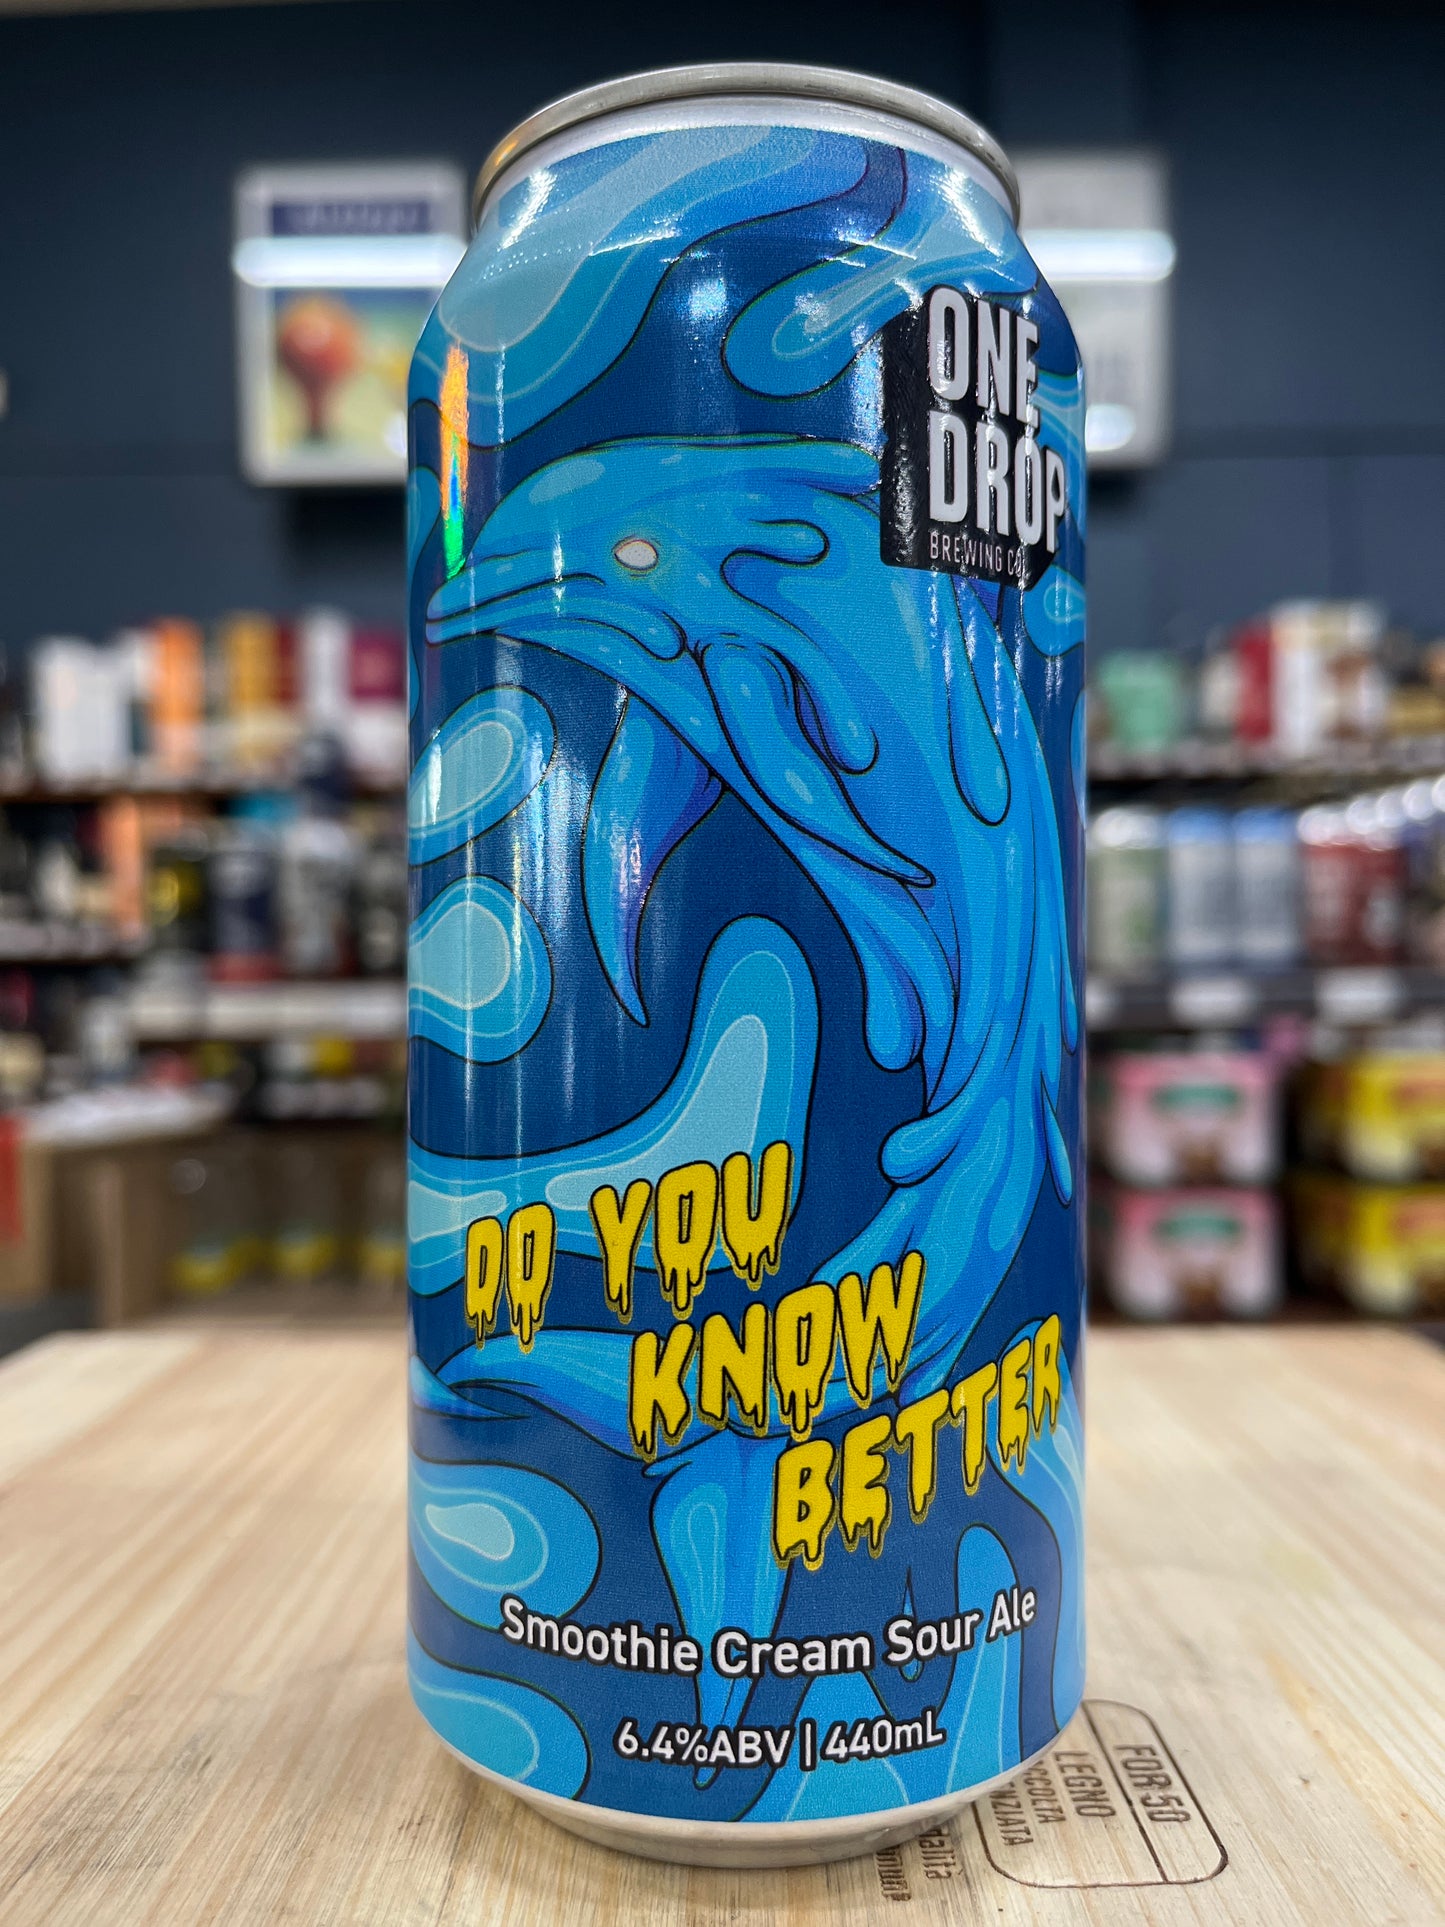 ONE
DROP
BREWING CO.
DO YOU
KNOW
BETTER
Smoothie Cream Sour Ale
6.4%ABV | 440mL
FOR 50
LEGNO